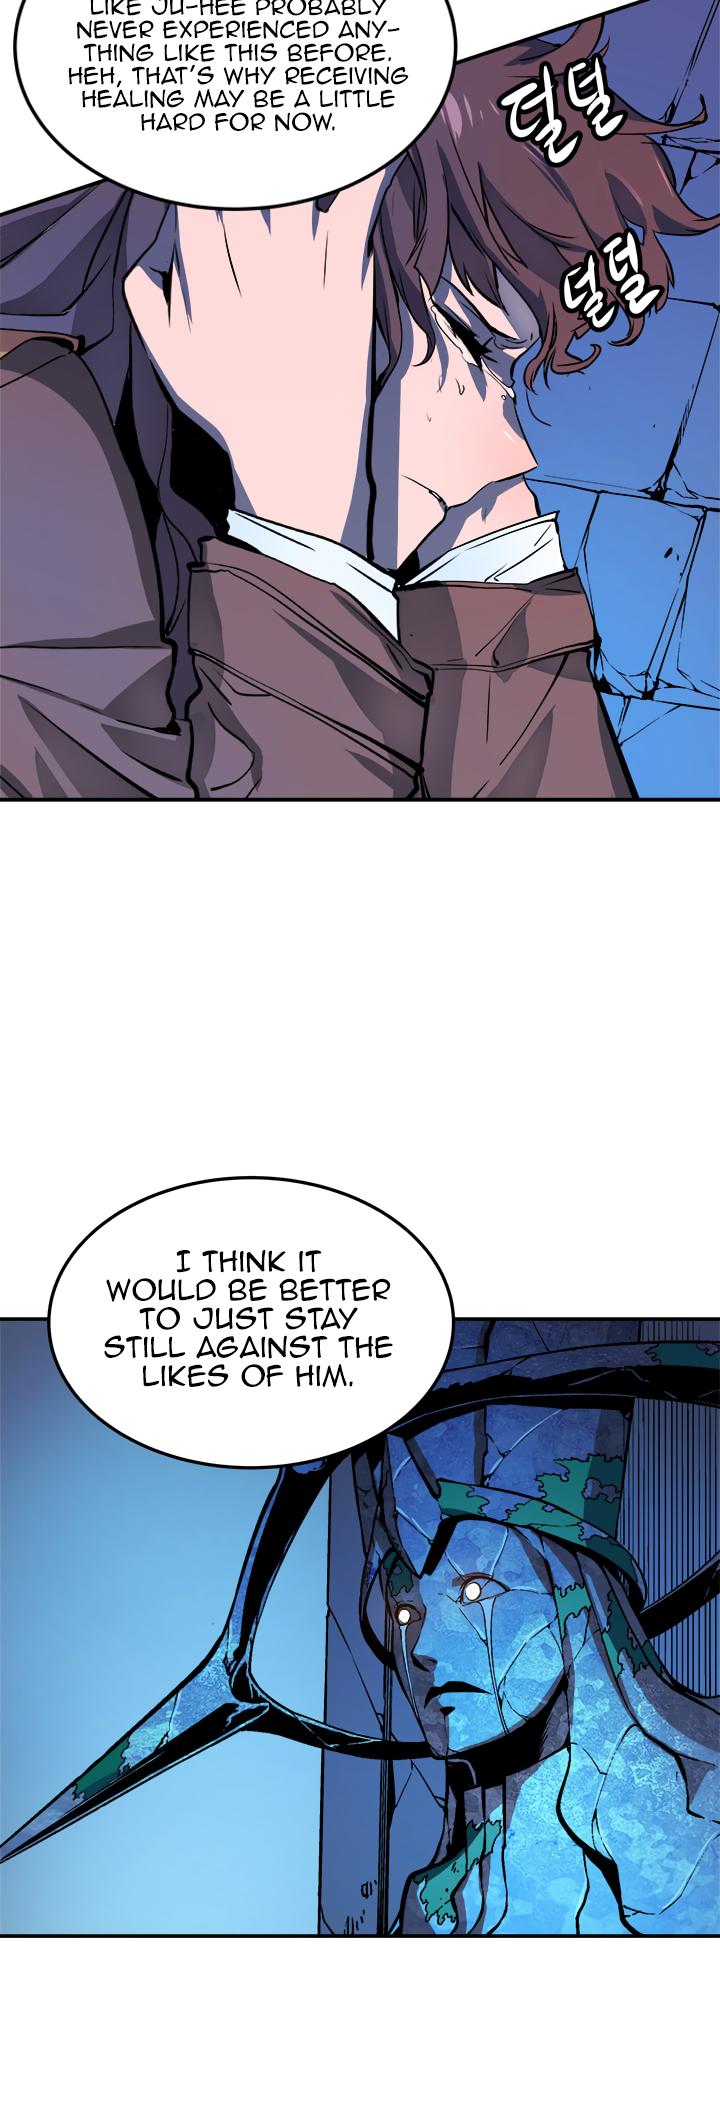 LIKE JU-HEE PROBABLY
NEVER EXPERIENCED ANY-
THING LIKE THIS BEFORE.
HEH, THAT'S WHY RECEIVING
HEALING MAY BE A LITTLE
HARD FOR NOW.
덜덜
덜덜
I THINK IT
WOULD BE BETTER
TO JUST STAY
STILL AGAINST THE
LIKES OF HIM.